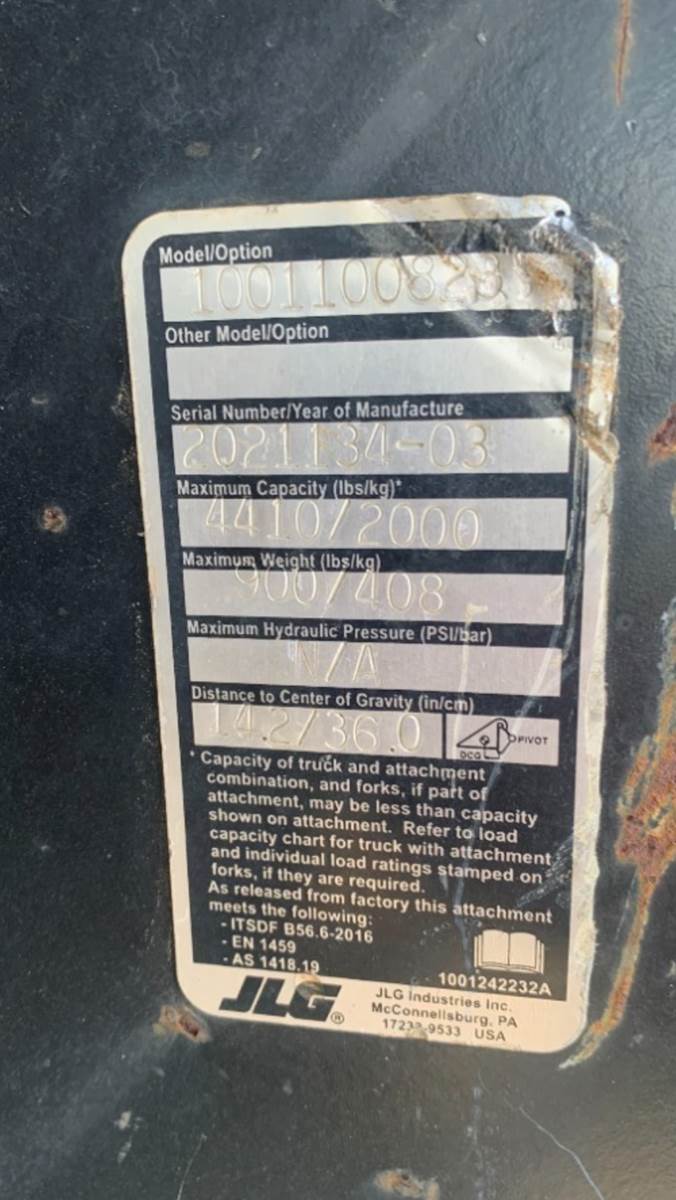 Model/Option
Other Model/Option
Serial Number/Year of Manufacture
2021134-03
Maximum Capacity (lbs/kg)*
4410/2000
Maximum Weight (lbs/kg)
900/408
Maximum Hydraulic Pressure (PSI/bar)
N/A
Distance to Center of Gravity (in/cm)
14.2/36.0
PIVOT
DCG
* Capacity of truck and attachment
combination, and forks, if part of
attachment, may be less than capacity
shown on attachment. Refer to load
capacity chart for truck with attachment
and individual load ratings stamped on
forks, if they are required.
As released from factory this attachment
meets the following:
- ITSDF B56.6-2016
- EN 1459
- AS 1418.19
1001242232A
JLG®
JLG Industries Inc.
McConnellsburg, PA
17233-9533 USA